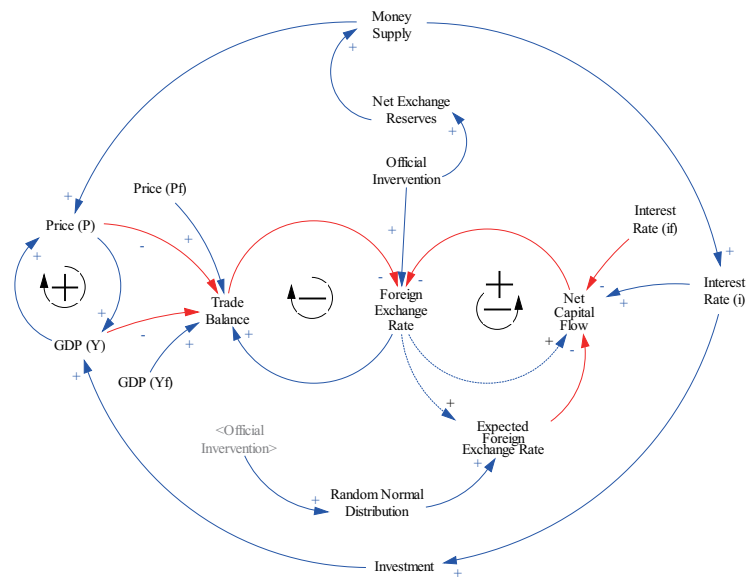 Money
Supply
+
Net Exchange
Reserves
+
Official
Invervention
+
Price (Pf)
+
Price (P)
-
+
+
+
GDP (Y)
-
+
+
Trade
Balance
+
-
GDP (Yf)
+
-
-
Foreign
Exchange
Rate
+
-
Interest
Rate (if)
-
+
Interest
Rate (i)
+
Net
Capital
Flow
+
-
+
Expected
Foreign
Exchange Rate
+
<Official
Invervention>
+
Random Normal
Distribution
Investment
+